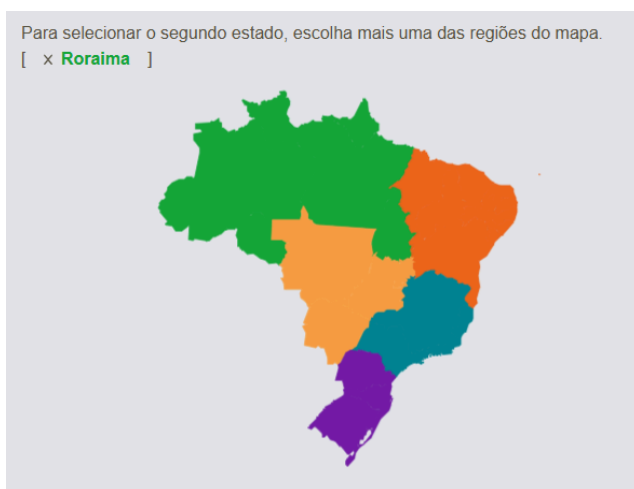 Para selecionar o segundo estado, escolha mais uma das regiões do mapa.
[ x Roraima ]